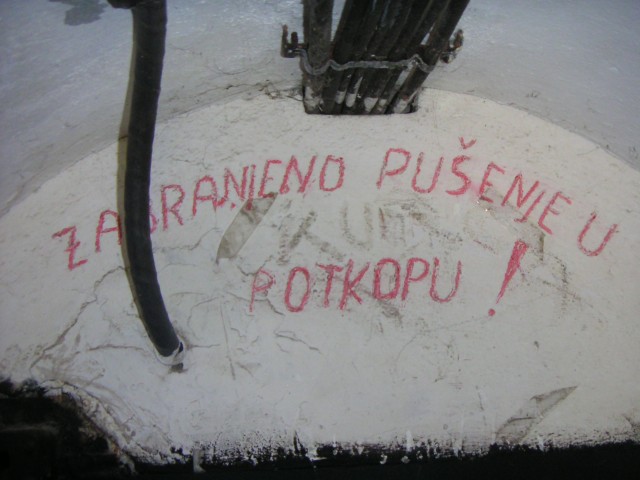 ZABRANJENO PUŠENJE U
POTKOPU !